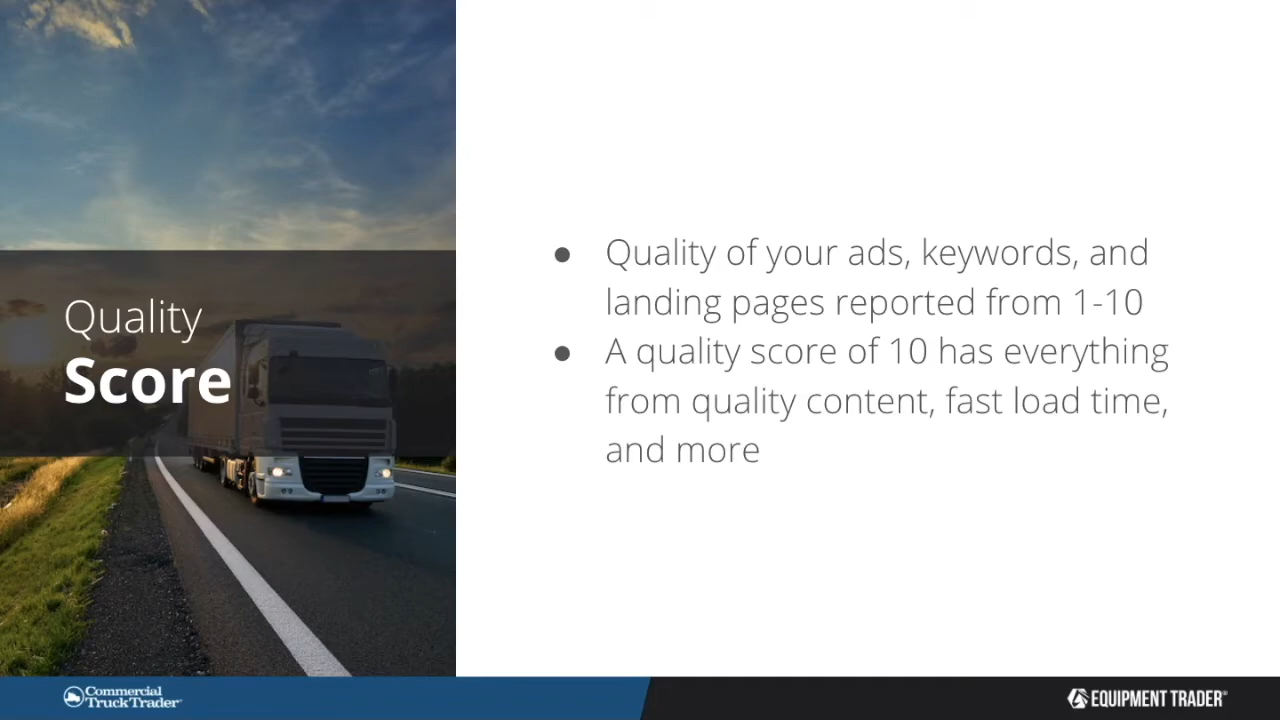 Quality
Score
● Quality of your ads, keywords, and
landing pages reported from 1-10
● A quality score of 10 has everything
from quality content, fast load time,
and more
Commercial
Truck Trader®
EQUIPMENT TRADER®